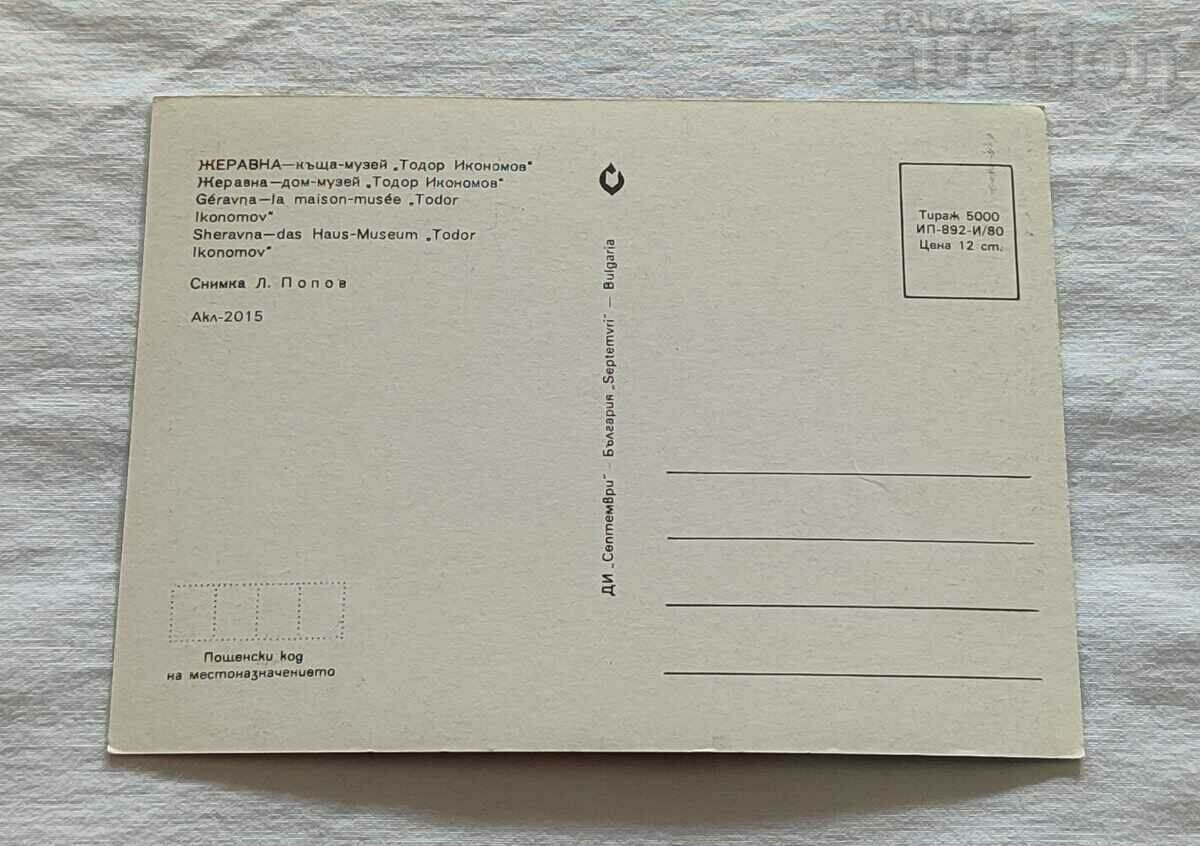 BALKAN
auction
ЖЕРАВНА—къща-музей „Тодор Икономов“
Жеравна—дом-музей „Тодор Икономов“
Géravna—la maison-musée „Todor
Ikonomov“
Sheravna—das Haus-Museum „Todor
Ikonomov“
Снимка Л. Попов
Акл-2015
Пощенски код
на местоназначението
ДИ „Септември“ — България „Septemvri“ — Bulgaria
Тираж 5000
ИП-892-И/80
Цена 12 ст.